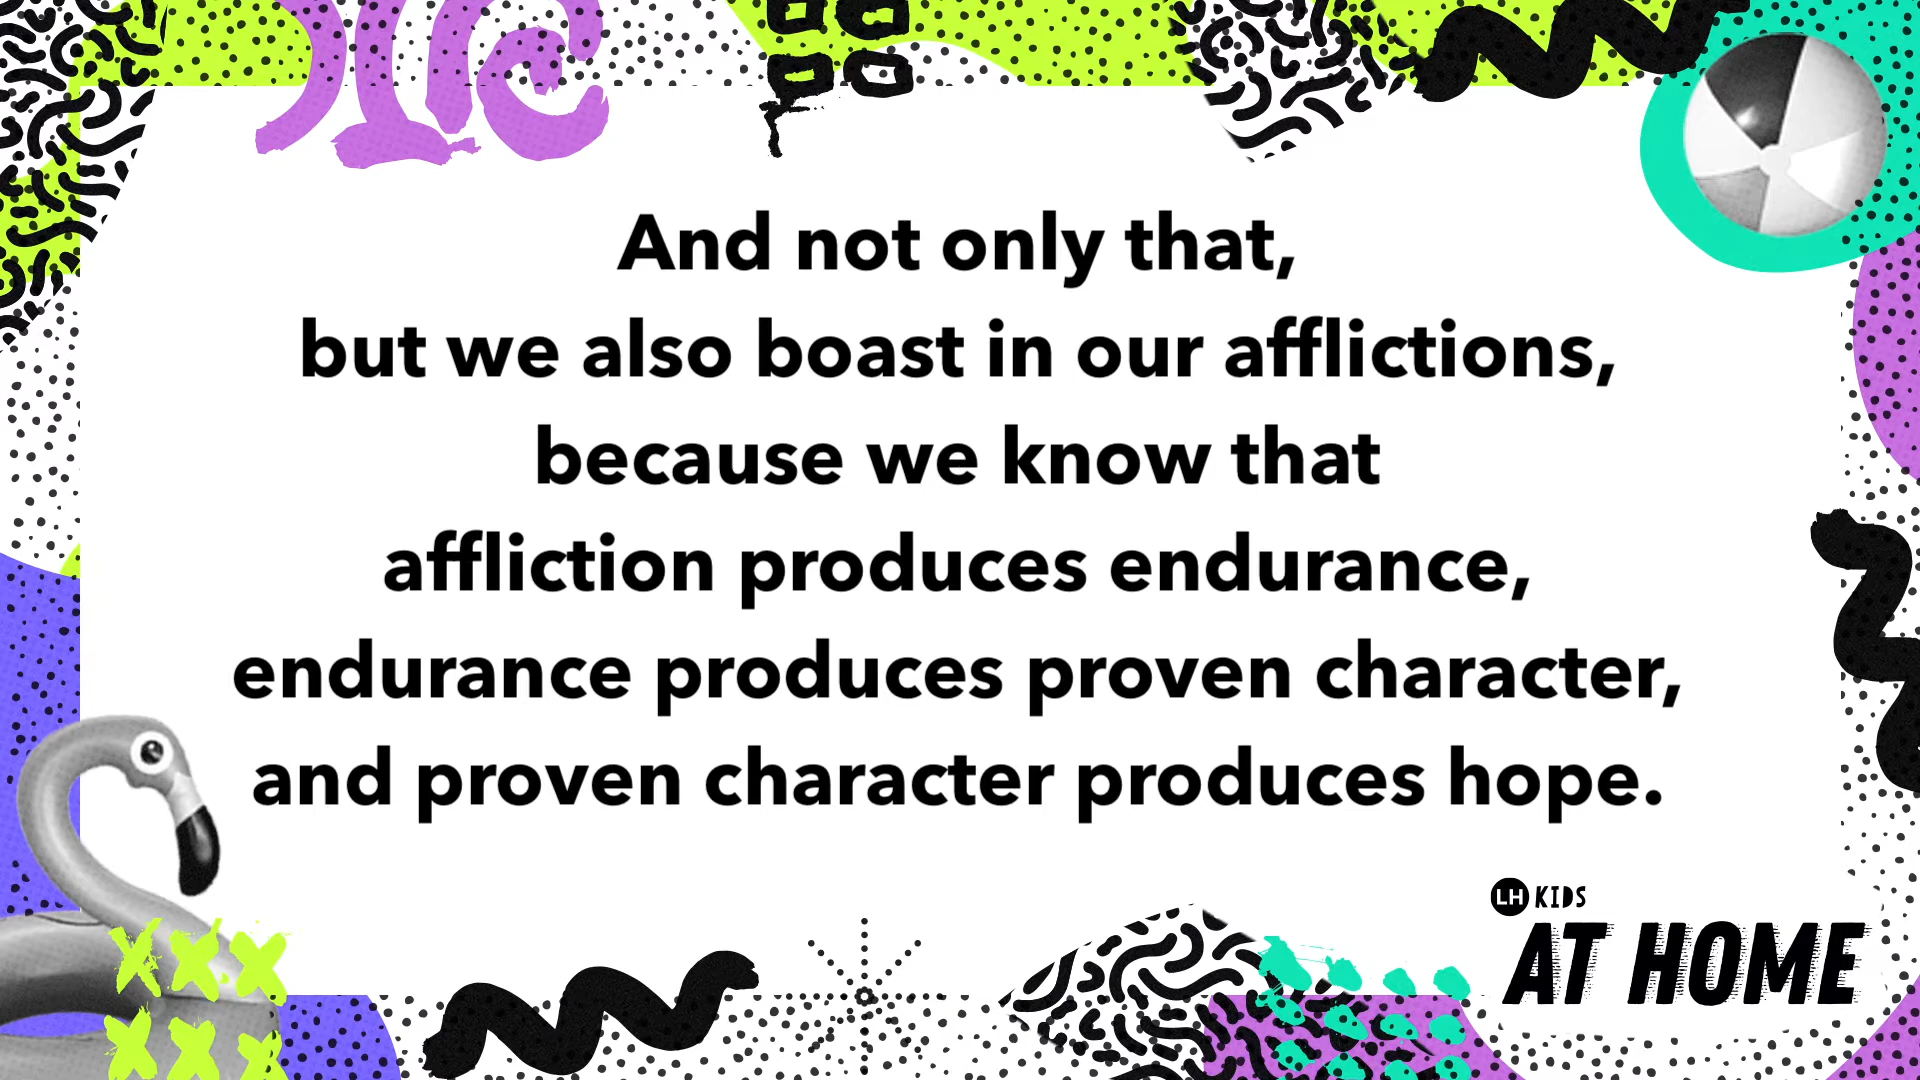 And not only that,
but we also boast in our afflictions,
because we know that
affliction produces endurance,
endurance produces proven character,
and proven character produces hope.
LH KIDS
AT HOME